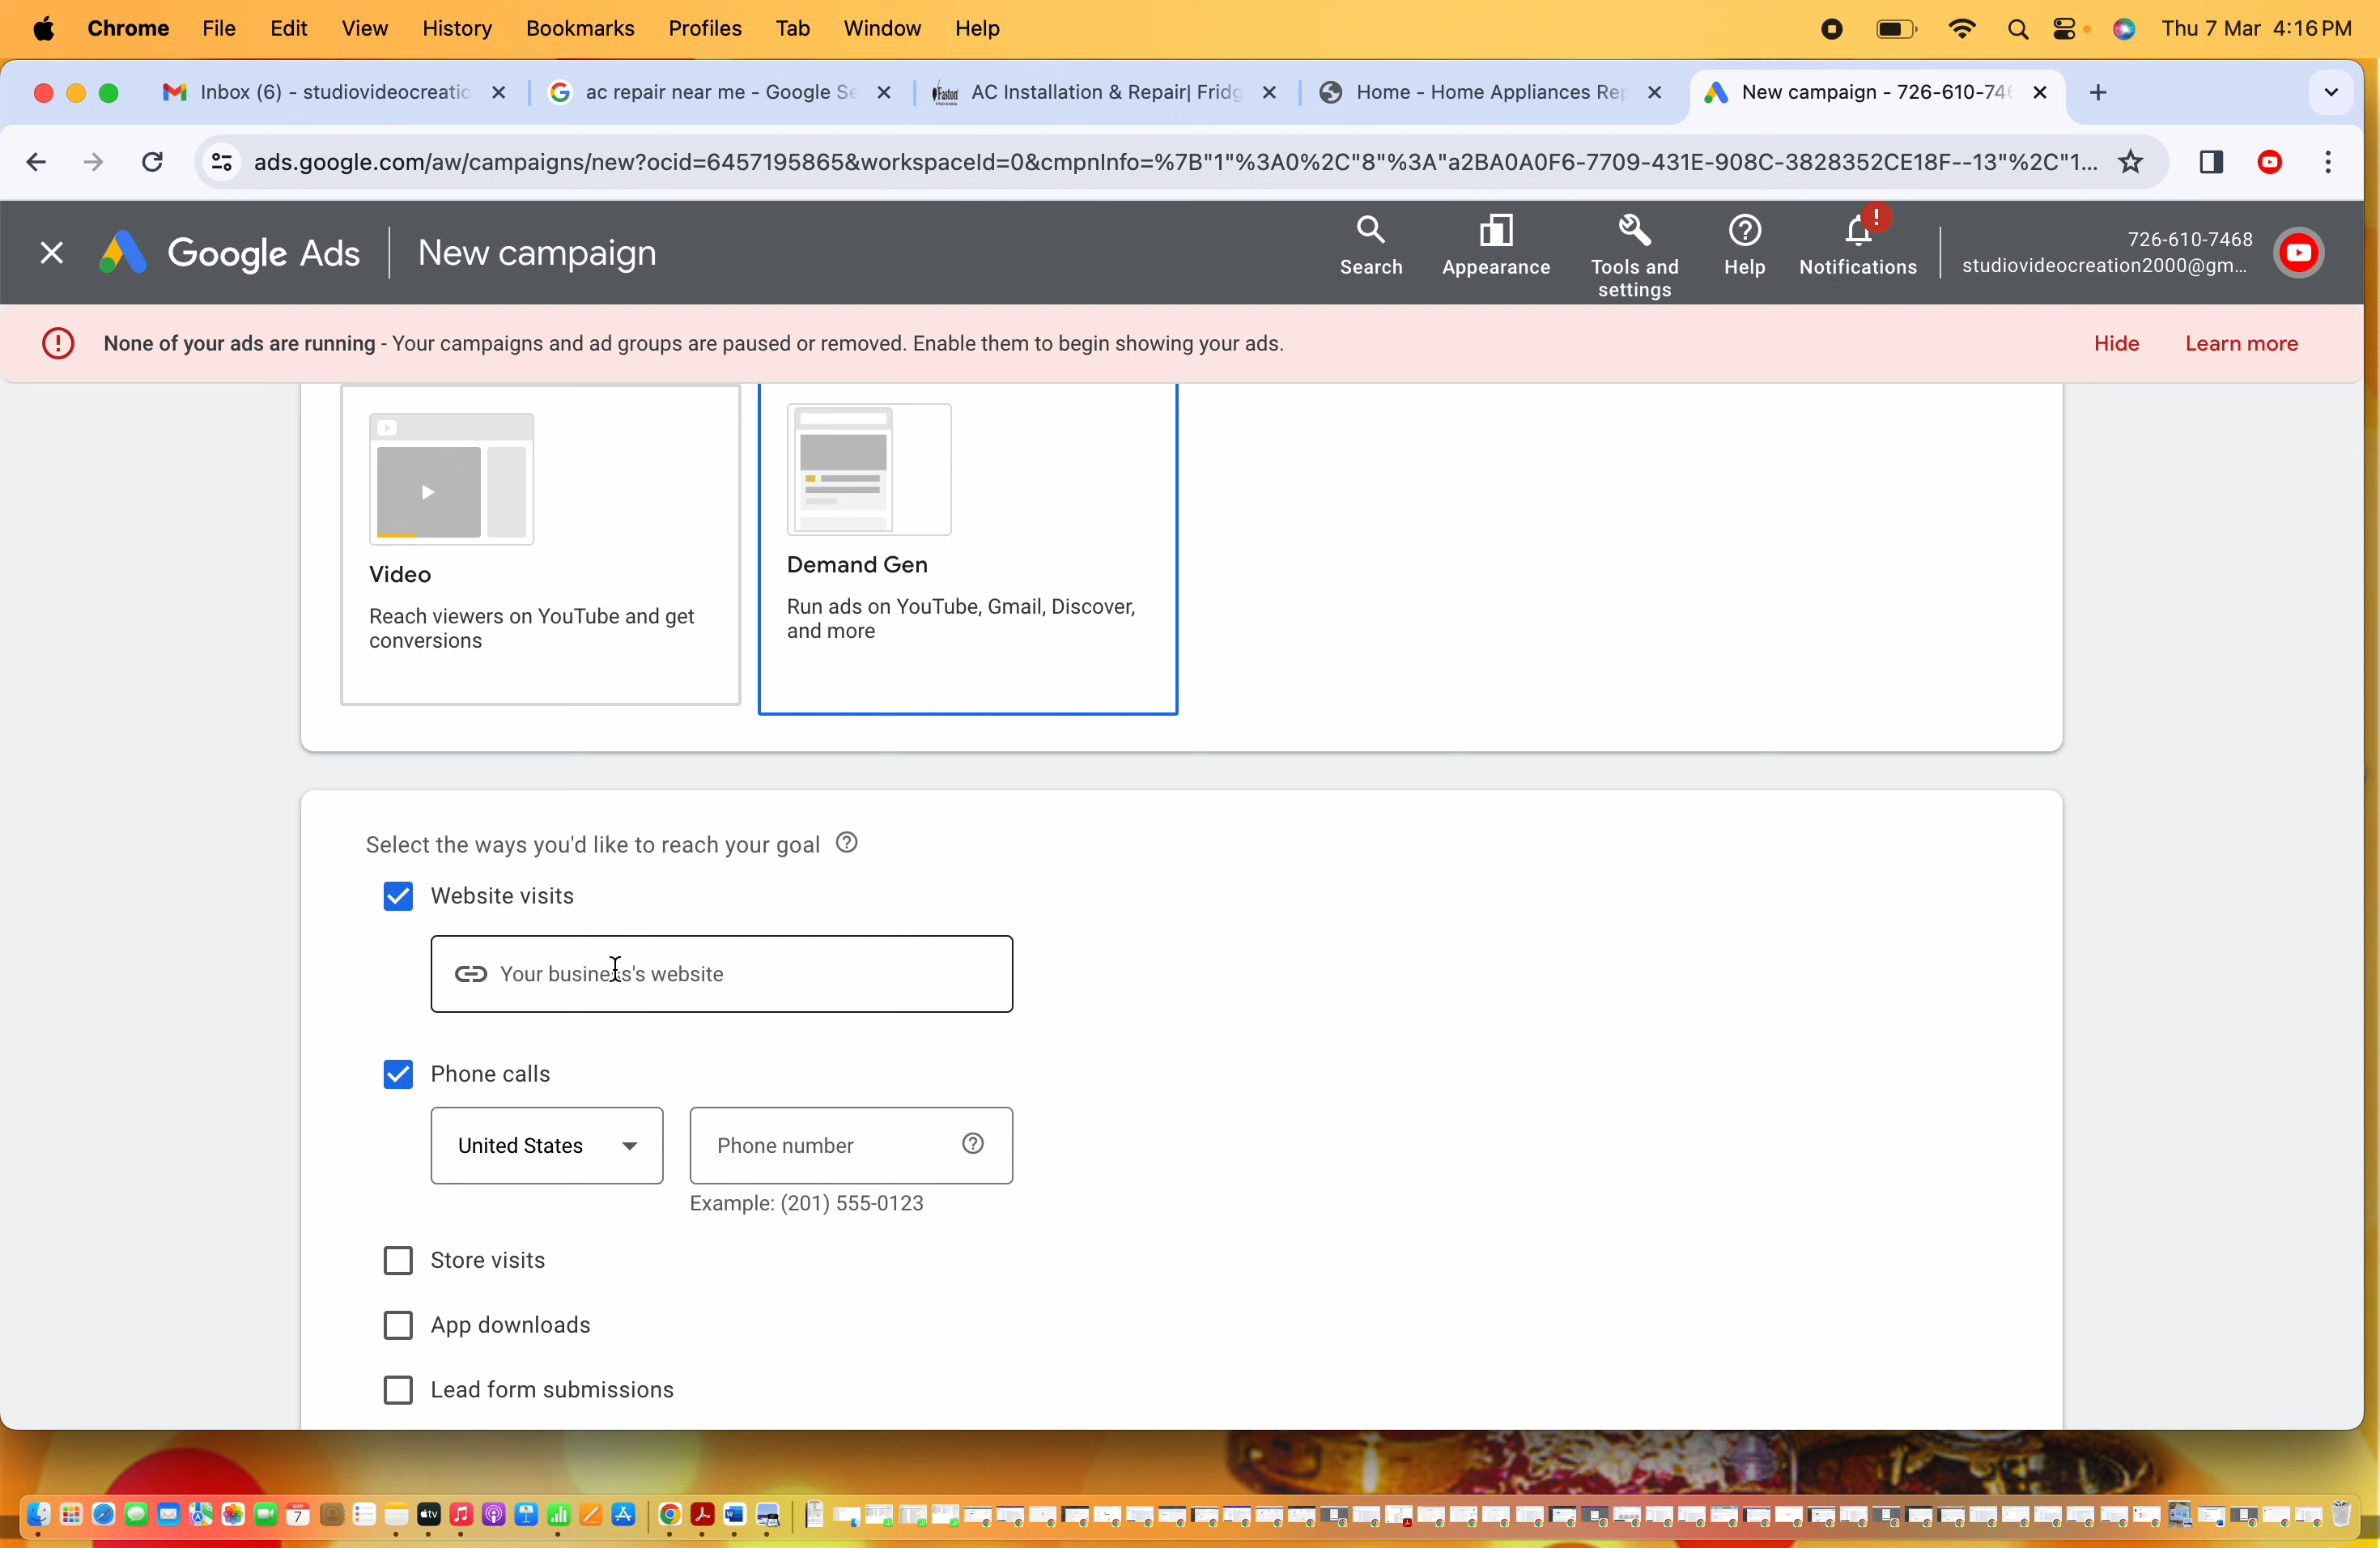 Chrome File Edit View History Bookmarks Profiles Tab Window Help Thu 7 Mar 4:16 PM
Inbox (6) - studiovideocreatio ac repair near me - Google Se AC Installation & Repair| Fridg Home - Home Appliances Rep New campaign - 726-610-746
ads.google.com/aw/campaigns/new?ocid=6457195865&workspaceId=0&cmpnInfo=%7B"1"%3A0%2C"8"%3A"a2BA0A0F6-7709-431E-908C-3828352CE18F--13"%2C"1...
Google Ads New campaign
Search Appearance Tools and settings Help Notifications
726-610-7468
studiovideocreation2000@gm...
None of your ads are running - Your campaigns and ad groups are paused or removed. Enable them to begin showing your ads. Hide Learn more
Video
Reach viewers on YouTube and get
conversions
Demand Gen
Run ads on YouTube, Gmail, Discover,
and more
Select the ways you'd like to reach your goal
Website visits
Your business's website
Phone calls
United States Phone number
Example: (201) 555-0123
Store visits
App downloads
Lead form submissions